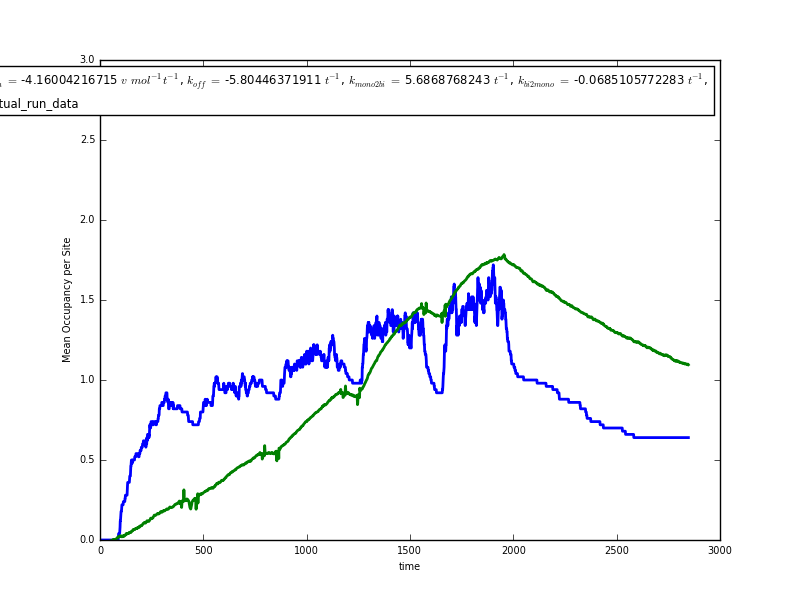 3.0
= -4.16004216715 v mol⁻¹t⁻¹, k_off = -5.80446371911 t⁻¹, k_mono2bi = 5.6868768243 t⁻¹, k_bi2mono = -0.0685105772283 t⁻¹,
tual_run_data
2.5
2.0
1.5
1.0
0.5
0.0
Mean Occupancy per Site
0 500 1000 1500 2000 2500 3000
time